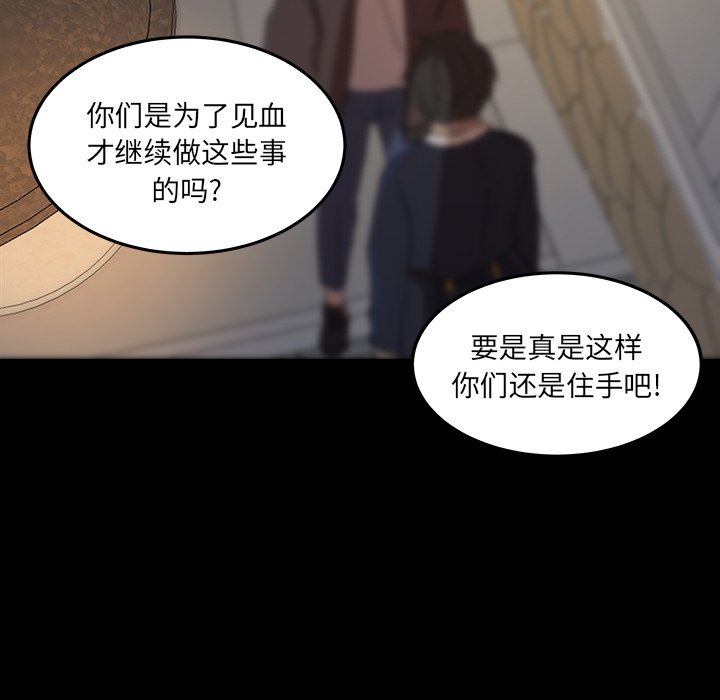 你们是为了见血
才继续做这些事
的吗?
要是真是这样
你们还是住手吧!